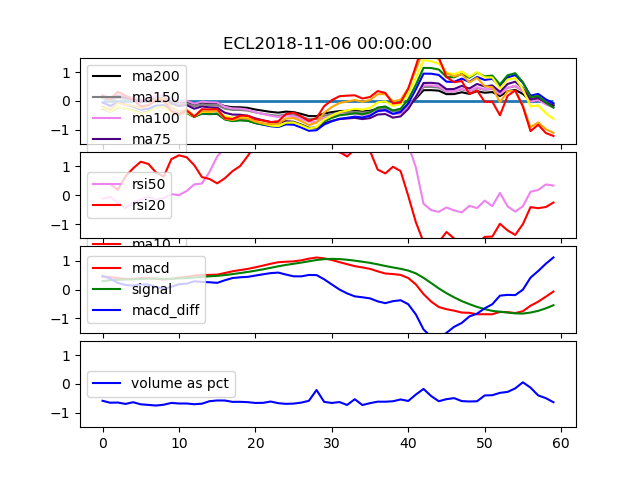 ECL2018-11-06 00:00:00
1
0
−1
ma200
ma150
ma100
ma75
1
0
−1
rsi50
rsi20
ma10
1
0
−1
macd
signal
macd_diff
1
0
−1
volume as pct
0 10 20 30 40 50 60